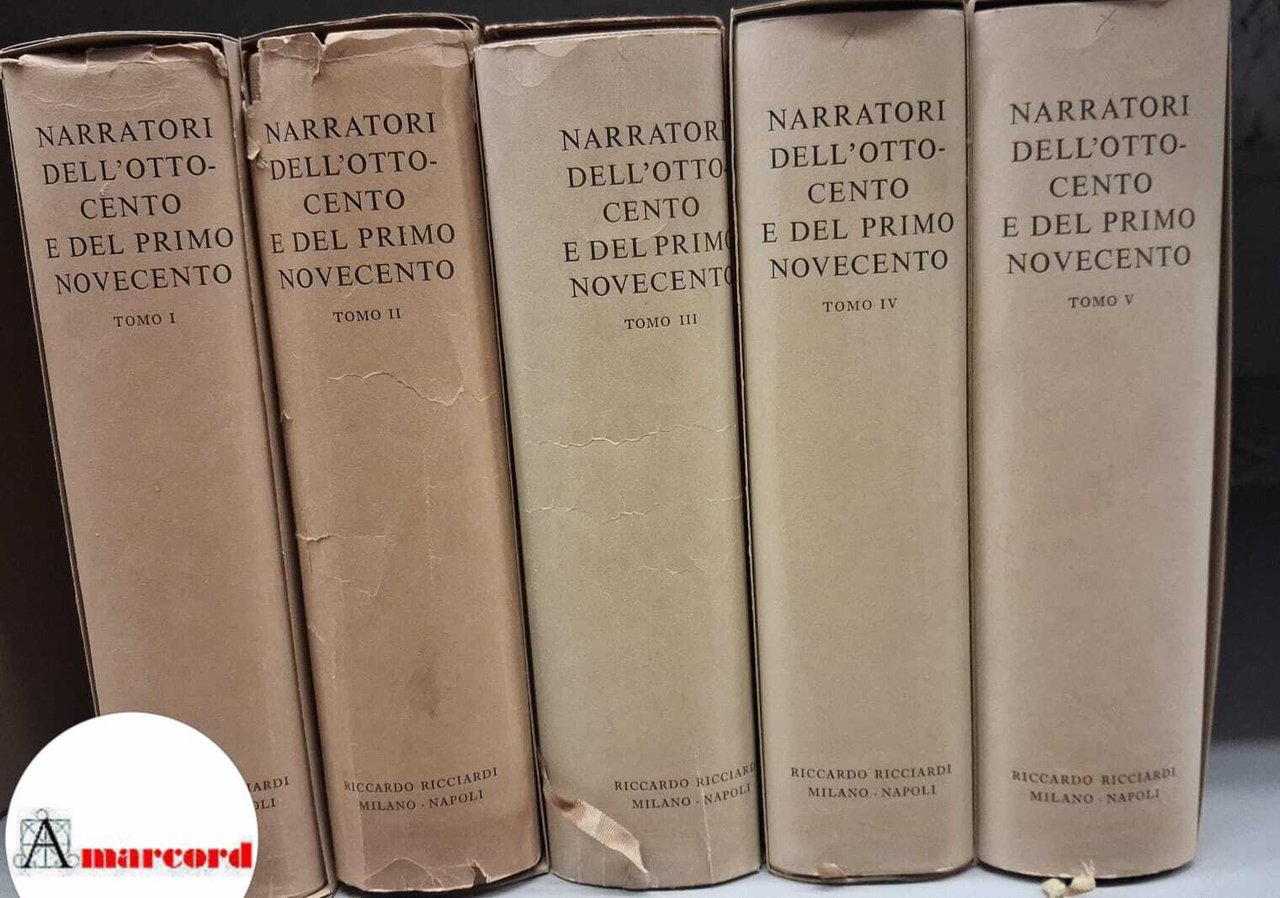 NARRATORI
DELL'OTTO-
CENTO
E DEL PRIMO
NOVECENTO
TOMO I
NARRATORI
DELL'OTTO-
CENTO
E DEL PRIMO
NOVECENTO
TOMO II
RICCARDO RICCIARDI
MILANO · NAPOLI
NARRATORI
DELL'OTTO-
CENTO
E DEL PRIMO
NOVECENTO
TOMO III
RICCARDO RICCIARD
MILANO · NAPOLI
NARRATORI
DELL'OTTO-
CENTO
E DEL PRIMO
NOVECENTO
TOMO IV
RICCARDO RICCIARDI
MILANO · NAPOLI
NARRATORI
DELL'OTTO-
CENTO
E DEL PRIMO
NOVECENTO
TOMO V
RICCARDO RICCIARDI
MILANO · NAPOLI
Amarcord